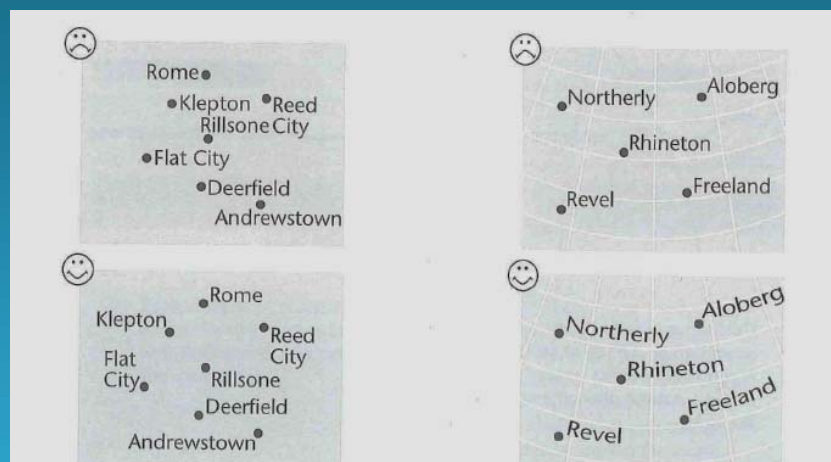 Rome
Klepton
Reed
Rillsone City
Flat City
Deerfield
Andrewstown
Northerly
Aloberg
Rhineton
Revel
Freeland
Rome
Klepton
Reed
City
Flat
City
Rillsone
Deerfield
Andrewstown
Northerly
Aloberg
Rhineton
Freeland
Revel